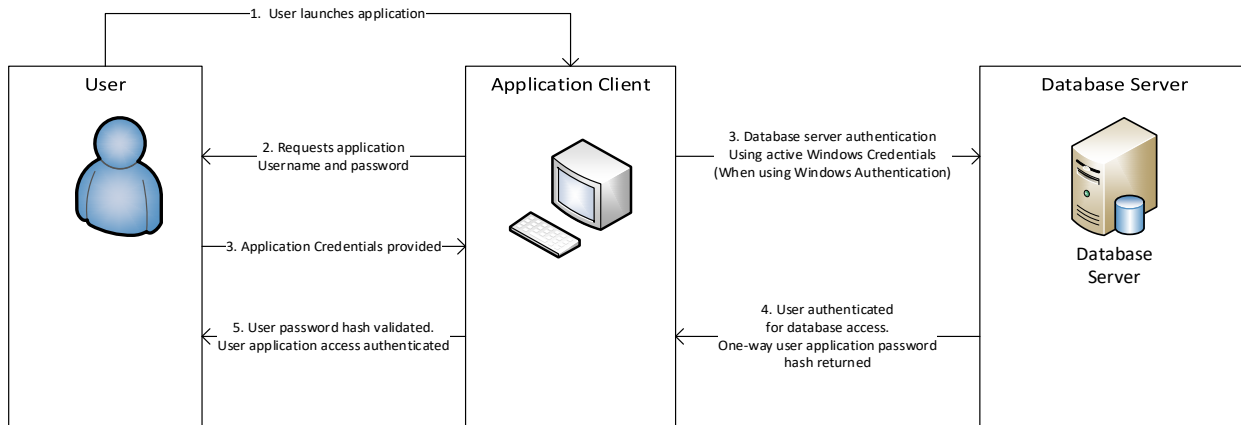 1. User launches application
User
Application Client
Database Server
2. Requests application
Username and password
3. Database server authentication
Using active Windows Credentials
(When using Windows Authentication)
3. Application Credentials provided
Database
Server
4. User authenticated
for database access.
One-way user application password
hash returned
5. User password hash validated.
User application access authenticated